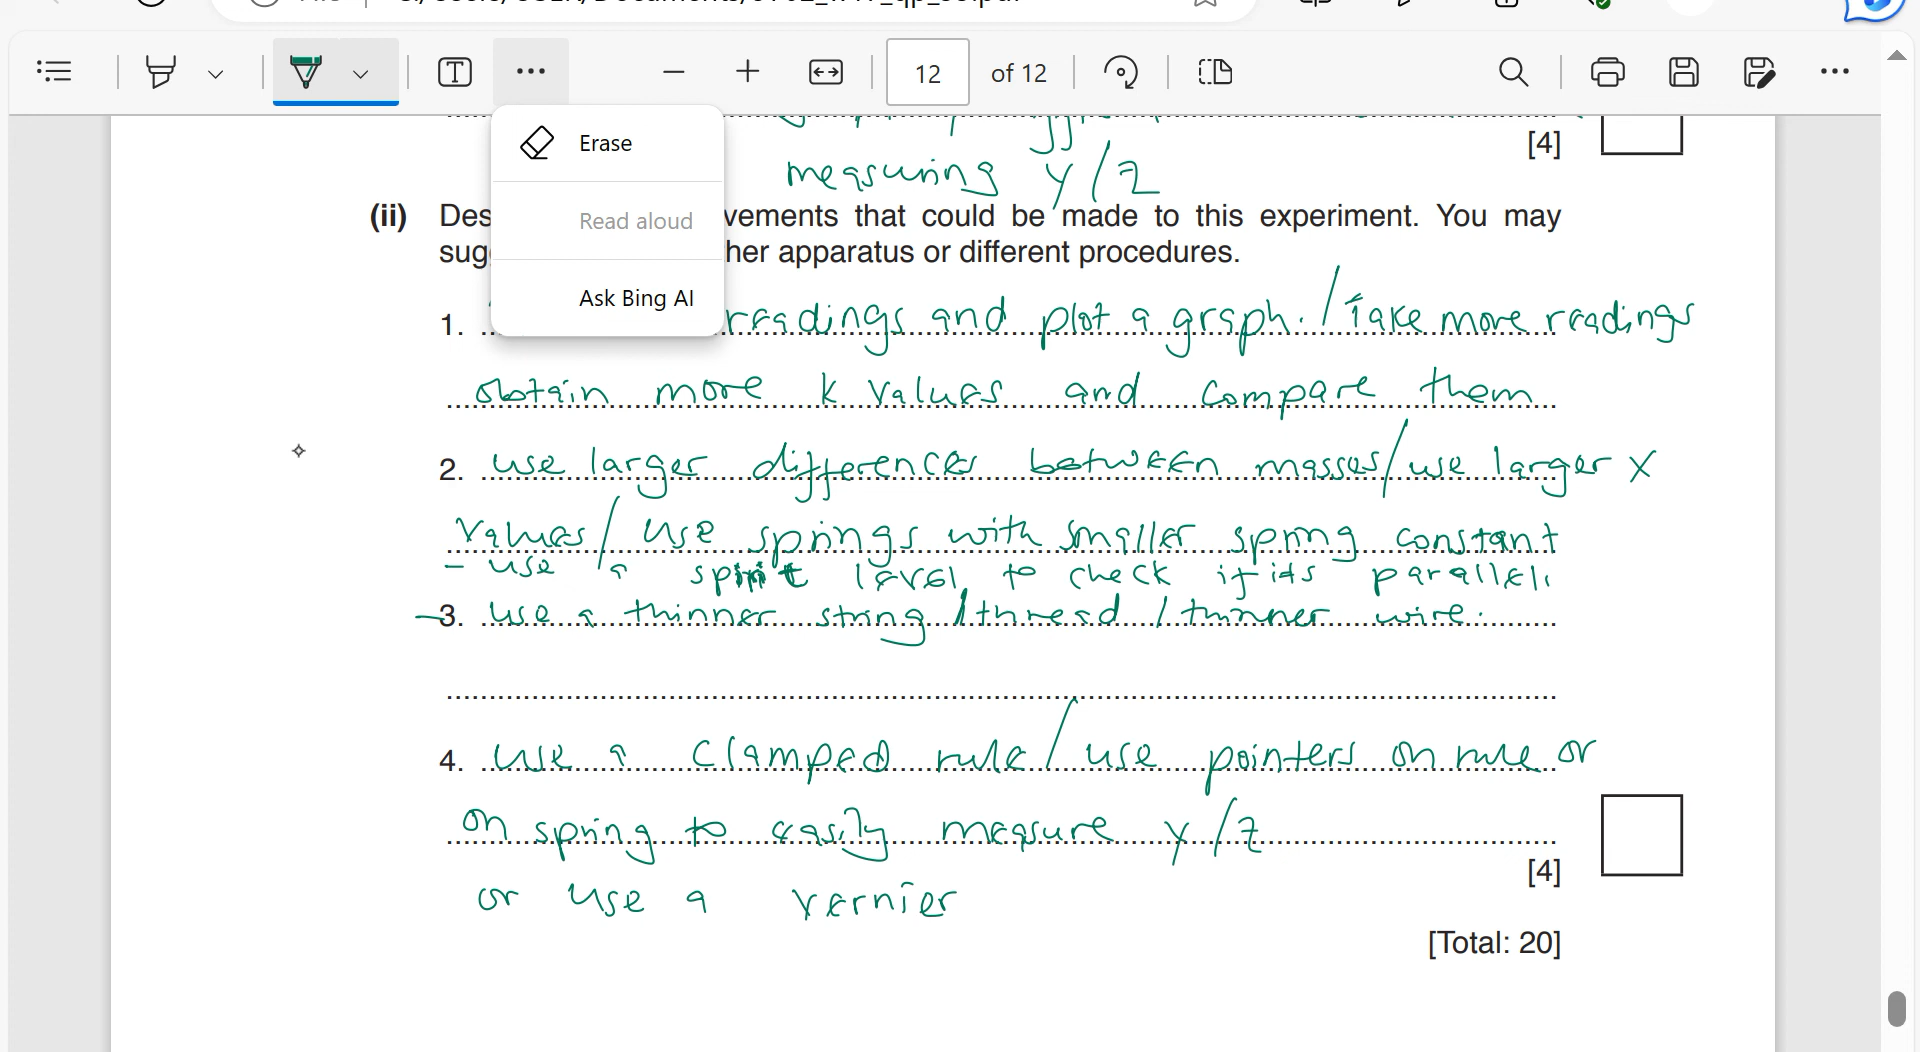 12 of 12
Erase
Read aloud
Ask Bing AI
[4]
measuring y/z
(ii) Des vements that could be made to this experiment. You may
sug her apparatus or different procedures.
1. readings and plot a graph. / Take more readings
obtain more k values and compare them
2. use larger differences between masses / use larger x
values / use springs with smaller spring constant
- use a spirit level to check if its parallel.
-3. use a thinner string / thread / thinner wire.
4. use a clamped rule / use pointers on rule or
on spring to easily measure y/z
[4]
or use a vernier
[Total: 20]